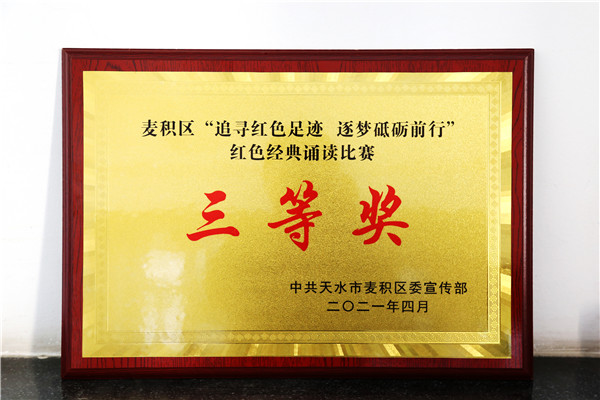 麦积区“追寻红色足迹 逐梦砥砺前行”
红色经典诵读比赛
三等奖
中共天水市麦积区委宣传部
二〇二一年四月